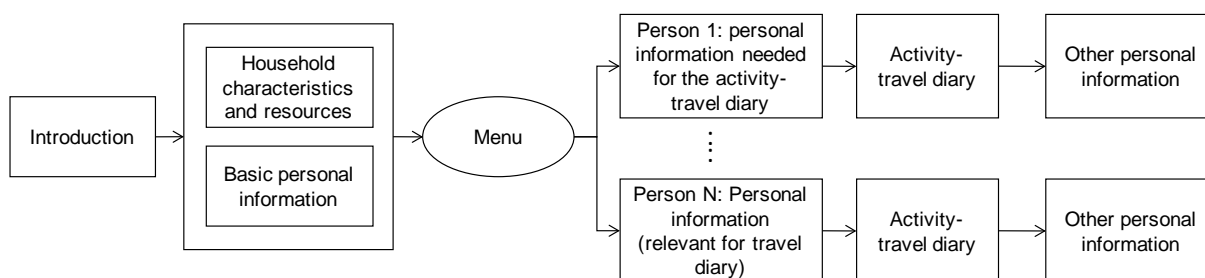 Introduction
Household
characteristics
and resources
Basic personal
information
Menu
Person 1: personal
information needed
for the activity-
travel diary
Activity-
travel diary
Other personal
information
Person N: Personal
information
(relevant for travel
diary)
Activity-
travel diary
Other personal
information